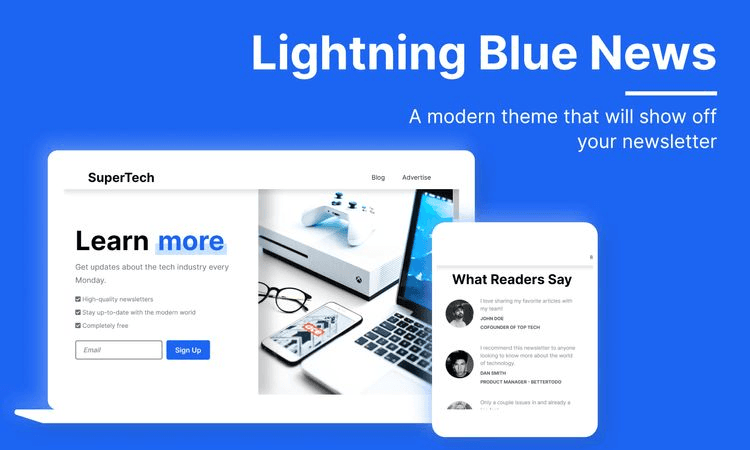 Lightning Blue News
A modern theme that will show off
your newsletter
SuperTech
Blog Advertise
Learn more
Get updates about the tech industry every
Monday.
High-quality newsletters
Stay up-to-date with the modern world
Completely free
Email
Sign Up
What Readers Say
I love sharing my favorite articles with
my team!
JOHN DOE
COFOUNDER OF TOP TECH
I recommend this newsletter to anyone
looking to know more about the world
of technology.
DAN SMITH
PRODUCT MANAGER - BETTERTODO
Only a couple issues in and already a